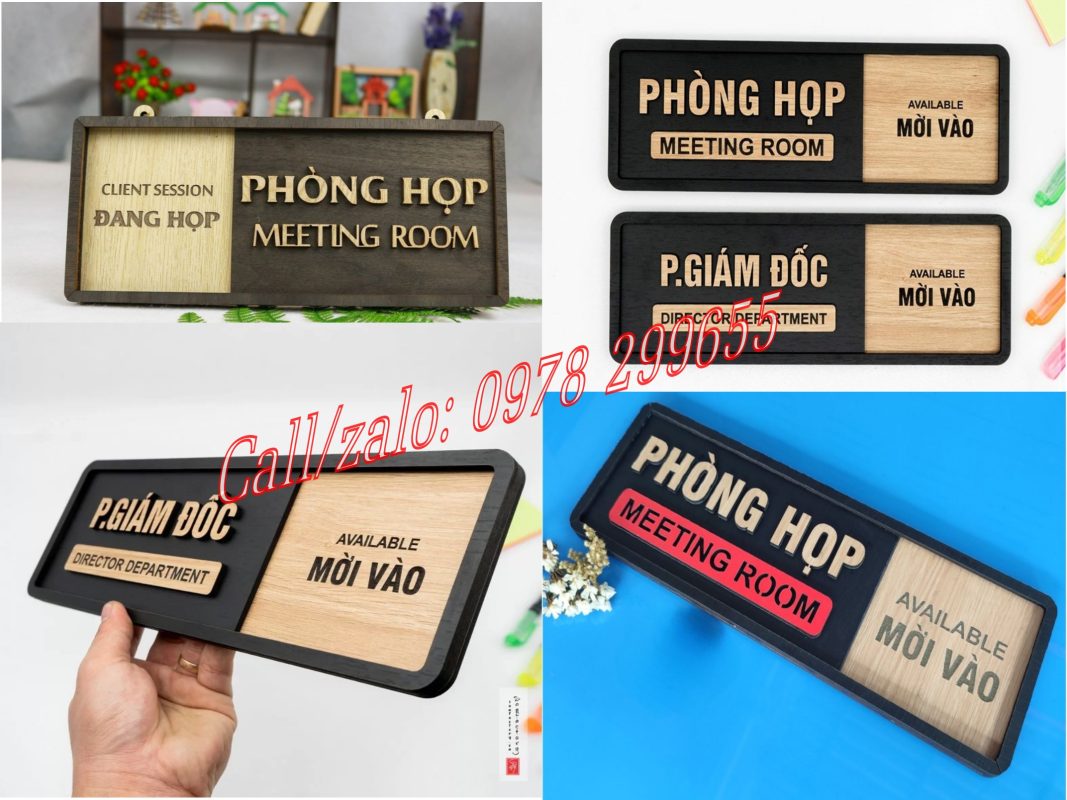 CLIENT SESSION
ĐANG HỌP
PHÒNG HỌP
MEETING ROOM
PHÒNG HỌP
MEETING ROOM
AVAILABLE
MỜI VÀO
P.GIÁM ĐỐC
DIRECTOR DEPARTMENT
AVAILABLE
MỜI VÀO
Call/zalo: 0978 299655
P.GIÁM ĐỐC
DIRECTOR DEPARTMENT
AVAILABLE
MỜI VÀO
PHÒNG HỌP
MEETING ROOM
AVAILABLE
MỜI VÀO